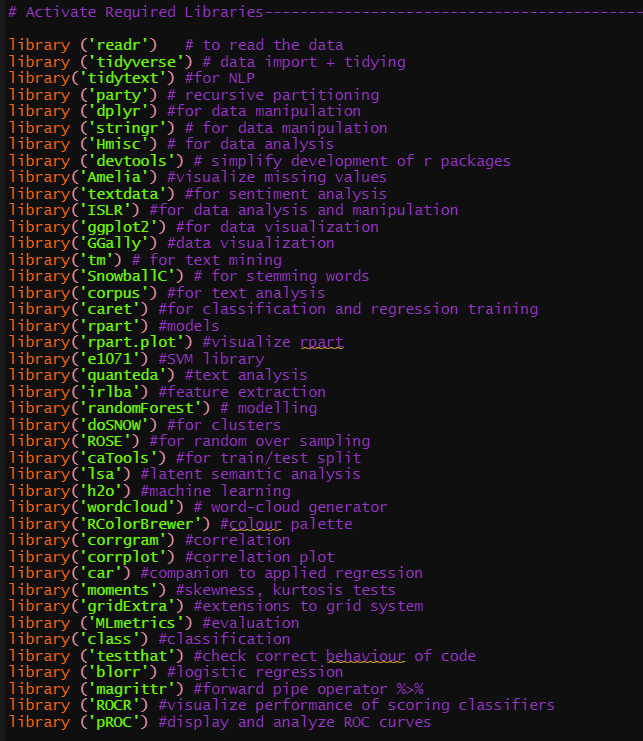 # Activate Required Libraries-------------------------------------------
library ('readr')   # to read the data
library ('tidyverse') # data import + tidying
library('tidytext') #for NLP
library ('party') # recursive partitioning
library ('dplyr') #for data manipulation
library ('stringr') # for data manipulation
library ('Hmisc') # for data analysis
library ('devtools') # simplify development of r packages
library('Amelia') #visualize missing values
library('textdata') #for sentiment analysis
library('ISLR') #for data analysis and manipulation
library('ggplot2') #for data visualization
library('GGally') #data visualization
library('tm') # for text mining
library('SnowballC') # for stemming words
library('corpus') #for text analysis
library('caret') #for classification and regression training
library('rpart') #models
library('rpart.plot') #visualize rpart
library('e1071') #SVM library
library('quanteda') #text analysis
library('irlba') #feature extraction
library('randomForest') # modelling
library('doSNOW') #for clusters
library('ROSE') #for random over sampling
library('caTools') #for train/test split
library('lsa') #latent semantic analysis
library('h2o') #machine learning
library('wordcloud') # word-cloud generator
library('RColorBrewer') #colour palette
library('corrgram') #correlation
library('corrplot') #correlation plot
library('car') #companion to applied regression
library('moments') #skewness, kurtosis tests
library('gridExtra') #extensions to grid system
library ('MLmetrics') #evaluation
library('class') #classification
library ('testthat') #check correct behaviour of code
library ('blorr') #logistic regression
library ('magrittr') #forward pipe operator %>%
library ('ROCR') #visualize performance of scoring classifiers
library ('pROC') #display and analyze ROC curves